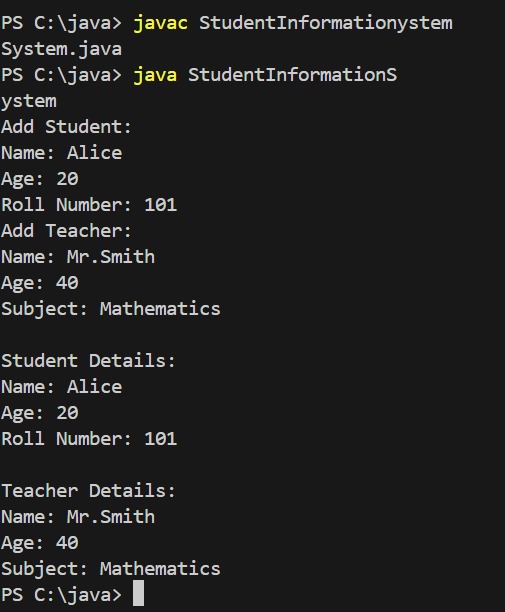 PS C:\java> javac StudentInformationystem
System.java
PS C:\java> java StudentInformationS
ystem
Add Student:
Name: Alice
Age: 20
Roll Number: 101
Add Teacher:
Name: Mr.Smith
Age: 40
Subject: Mathematics

Student Details:
Name: Alice
Age: 20
Roll Number: 101

Teacher Details:
Name: Mr.Smith
Age: 40
Subject: Mathematics
PS C:\java>